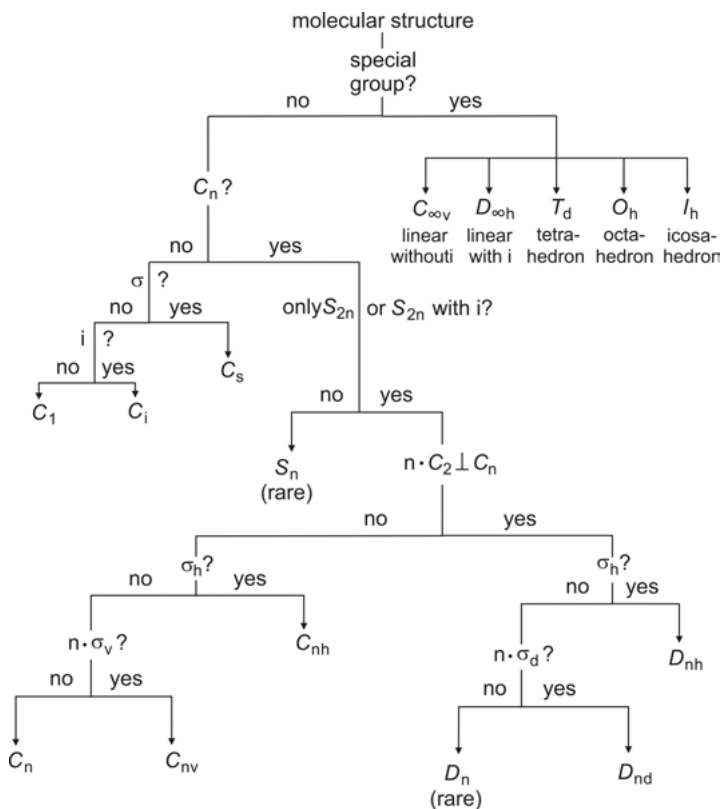 molecular structure
special
group?
no yes
Cn?
C∞v D∞h Td Oh Ih
linear linear tetra- octa- icosa-
withouti with i hedron hedron hedron
no yes
σ ?
no yes
onlyS2n or S2n with i?
i ?
no yes
Cs
C1 Ci
no yes
Sn
(rare)
n·C2⊥Cn
no yes
σh? σh?
no yes no yes
n·σv? Cnh n·σd? Dnh
no yes no yes
Cn Cnv Dn Dnd
(rare)